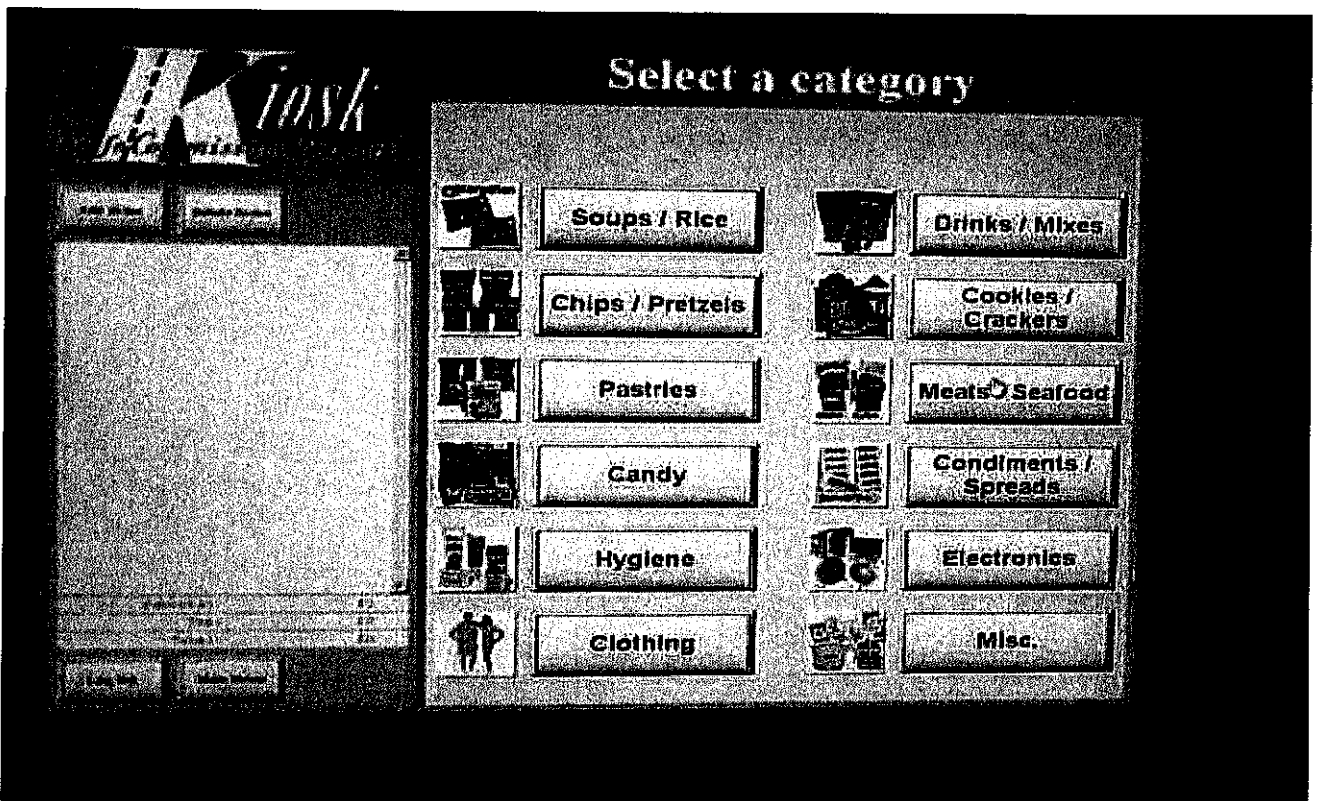 Kiosk
Select a category
Soups / Rice
Drinks / Mixes
Chips / Pretzels
Cookies /
Crackers
Pastries
Meats Seafood
Candy
Condiments /
Spreads
Hygiene
Electronics
Clothing
Misc.